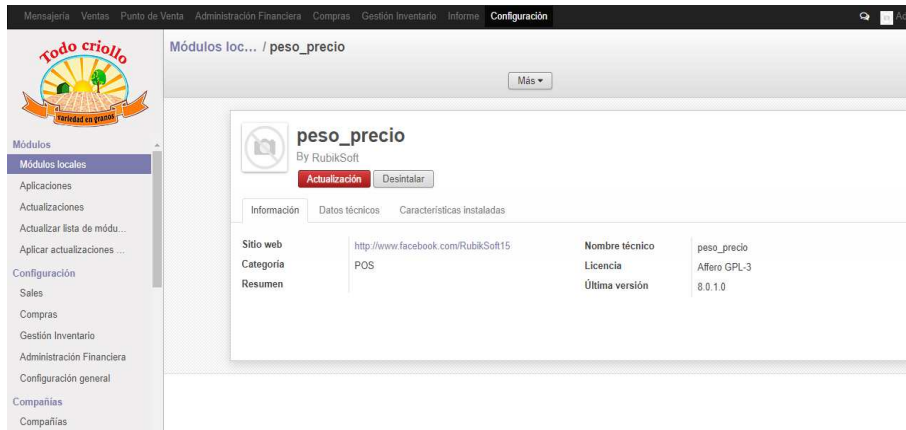 Mensajería Ventas Punto de Venta Administración Financiera Compras Gestión Inventario Informe Configuración
Todo criollo
variedad en granos
Módulos loc... / peso_precio
Más
Módulos
Módulos locales
Aplicaciones
Actualizaciones
Actualizar lista de módu...
Aplicar actualizaciones ...
Configuración
Sales
Compras
Gestión Inventario
Administración Financiera
Configuración general
Compañías
Compañías
peso_precio
By RubikSoft
Actualización Desintalar
Información Datos técnicos Características instaladas
Sitio web http://www.facebook.com/RubikSoft15 Nombre técnico peso_precio
Categoría POS Licencia Affero GPL-3
Resumen Última versión 8.0.1.0